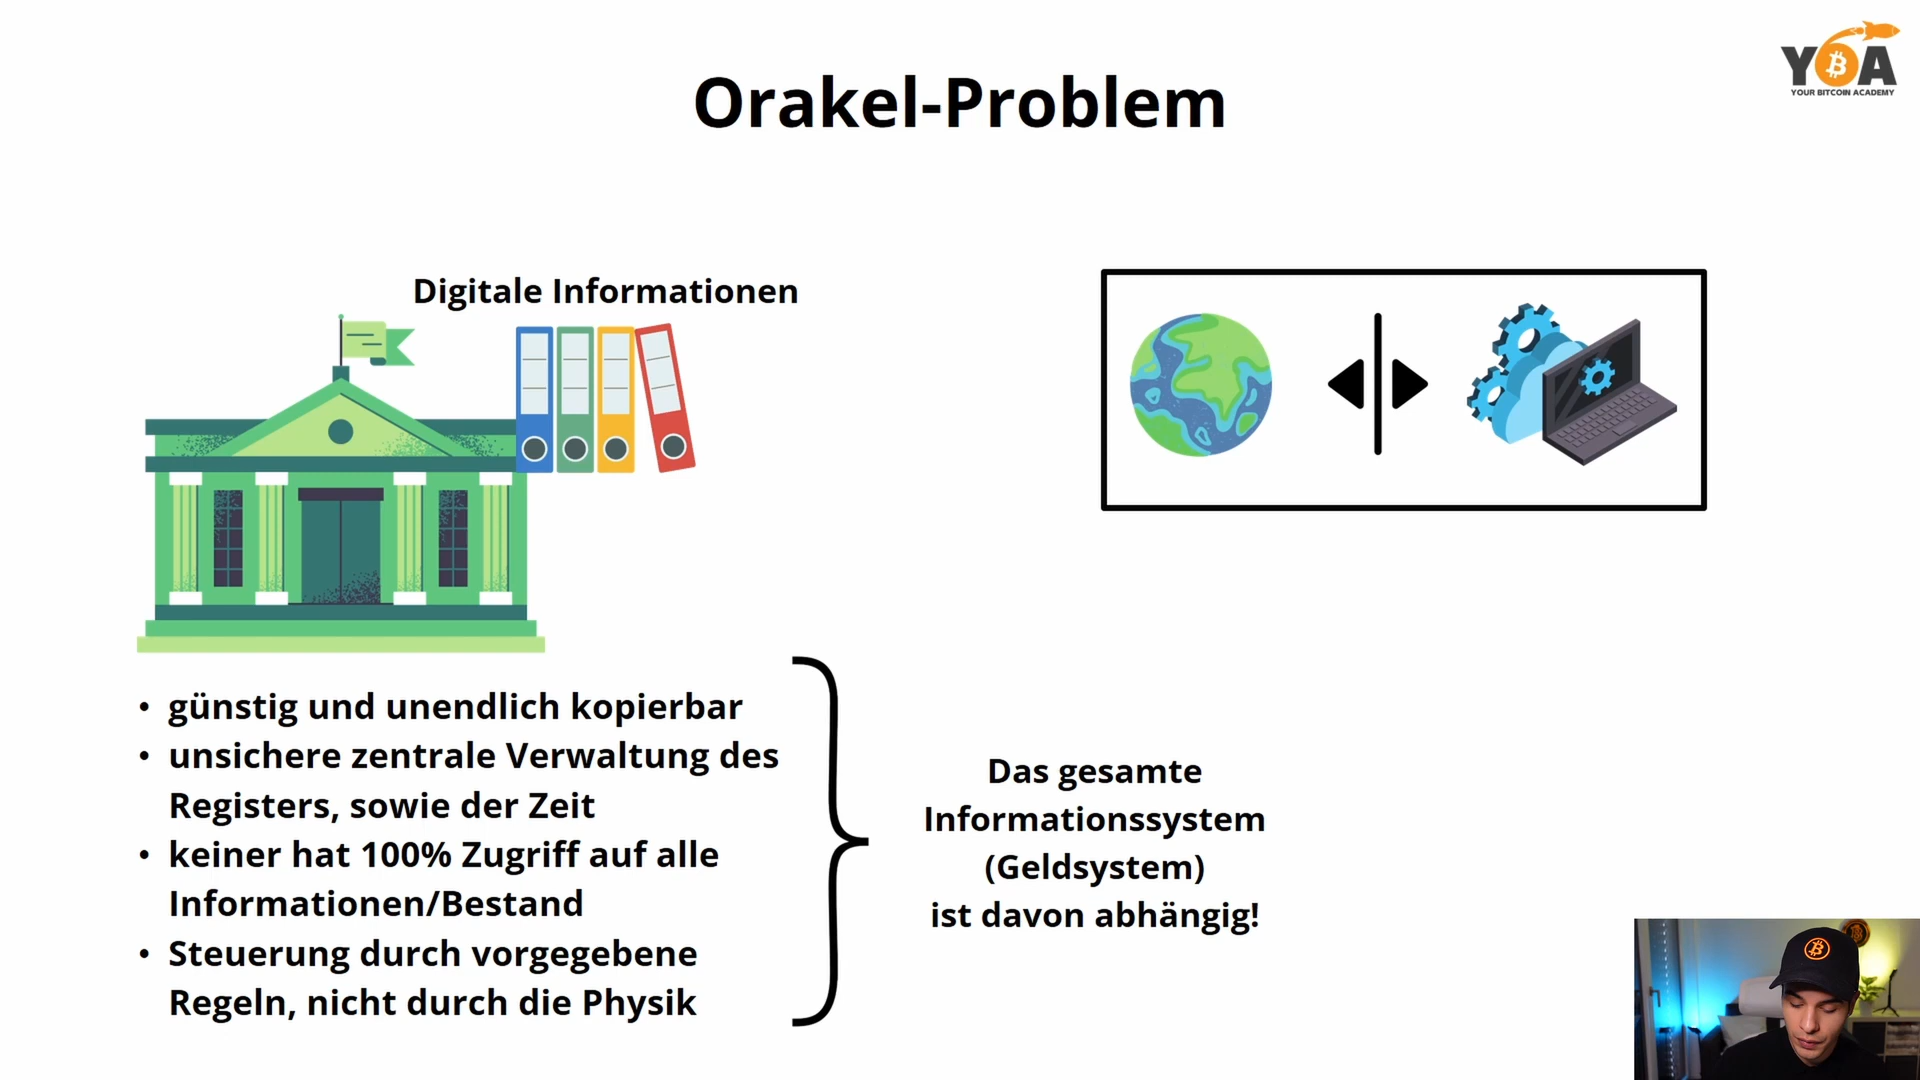 YBA
YOUR BITCOIN ACADEMY
Orakel-Problem
Digitale Informationen
• günstig und unendlich kopierbar
• unsichere zentrale Verwaltung des
Registers, sowie der Zeit
• keiner hat 100% Zugriff auf alle
Informationen/Bestand
• Steuerung durch vorgegebene
Regeln, nicht durch die Physik
Das gesamte
Informationssystem
(Geldsystem)
ist davon abhängig!